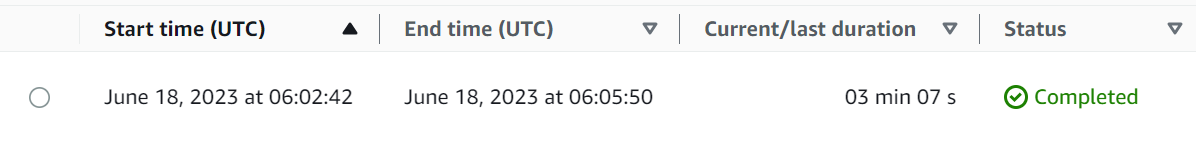 Start time (UTC) End time (UTC) Current/last duration Status
June 18, 2023 at 06:02:42 June 18, 2023 at 06:05:50 03 min 07 s Completed